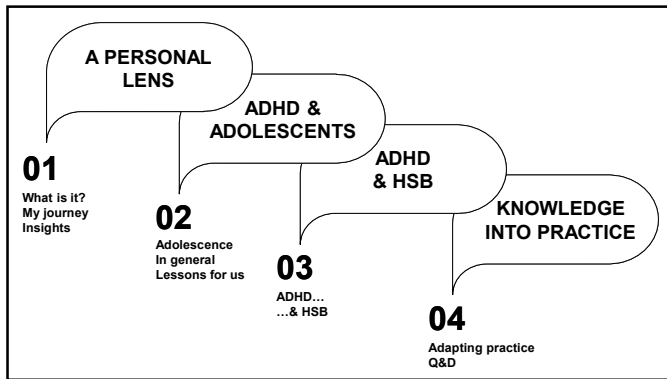 A PERSONAL
LENS
01
What is it?
My journey
Insights
ADHD &
ADOLESCENTS
02
Adolescence
In general
Lessons for us
ADHD
& HSB
03
ADHD…
…& HSB
KNOWLEDGE
INTO PRACTICE
04
Adapting practice
Q&D